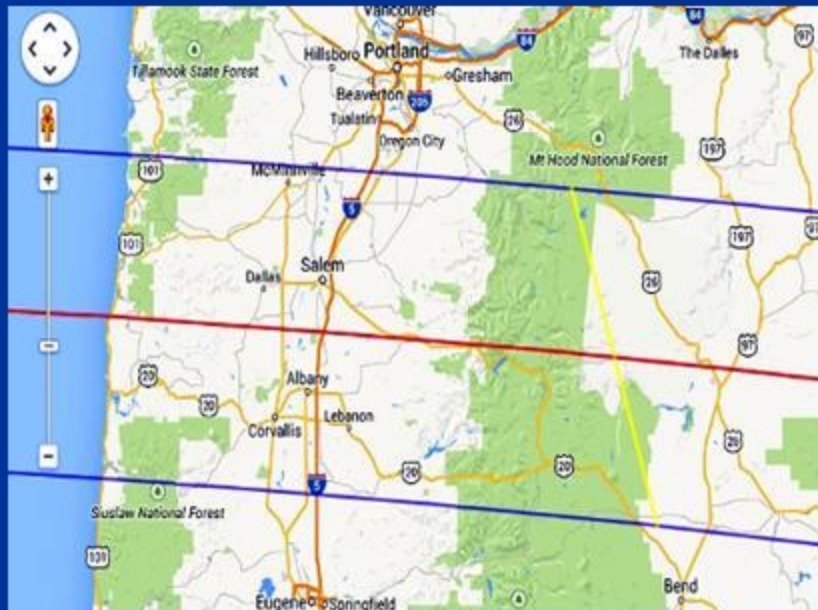 Vancouver
84
84
97
Hillsboro
Portland
The Dalles
Tillamook State Forest
Gresham
Beaverton
205
Tualatin
26
Oregon City
197
Mt Hood National Forest
101
McMinnville
5
97
101
197
Salem
Dallas
26
97
20
Albany
20
Corvallis
Lebanon
26
20
20
5
Siuslaw National Forest
101
Bend
Eugene
Springfield